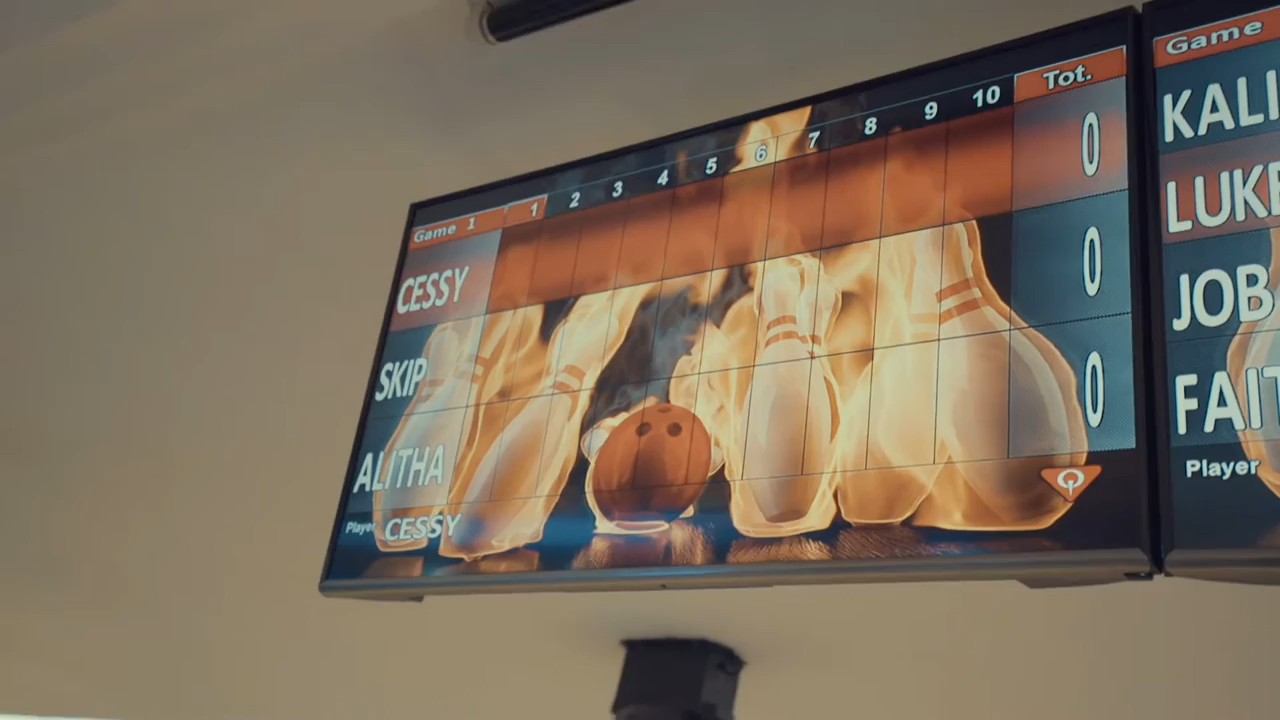 Game 1 1 2 3 4 5 6 7 8 9 10 Tot.
CESSY 0
SKIP 0
ALITHA 0
Player CESSY
Game
KALI
LUKE
JOB
FAIT
Player